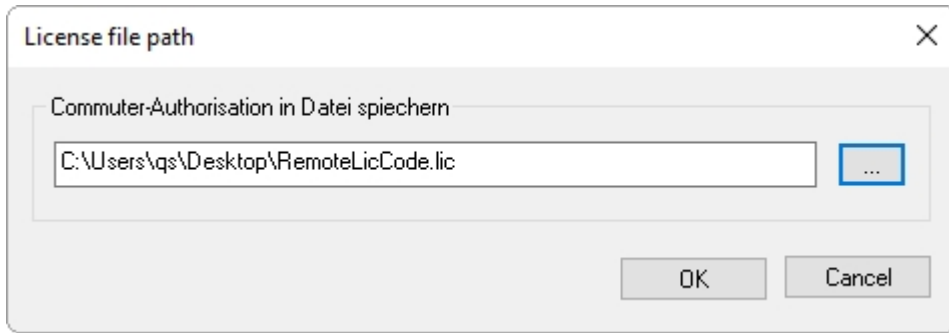 License file path
Commuter-Authorisation in Datei spiechern
C:\Users\qs\Desktop\RemoteLicCode.lic
...
OK
Cancel